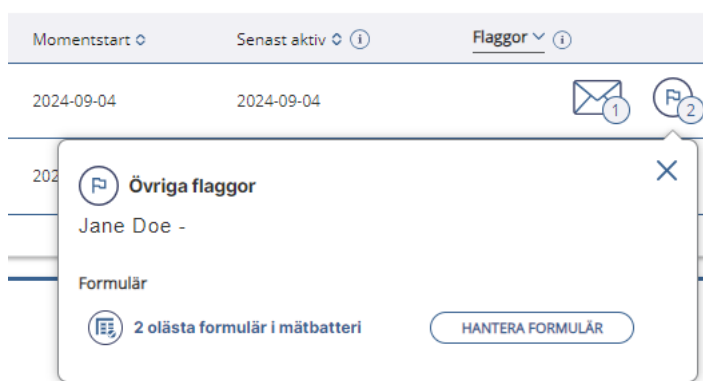 Momentstart Senast aktiv i Flaggor i
2024-09-04 2024-09-04 1 2
202
Övriga flaggor
Jane Doe -
Formulär
2 olästa formulär i mätbatteri HANTERA FORMULÄR